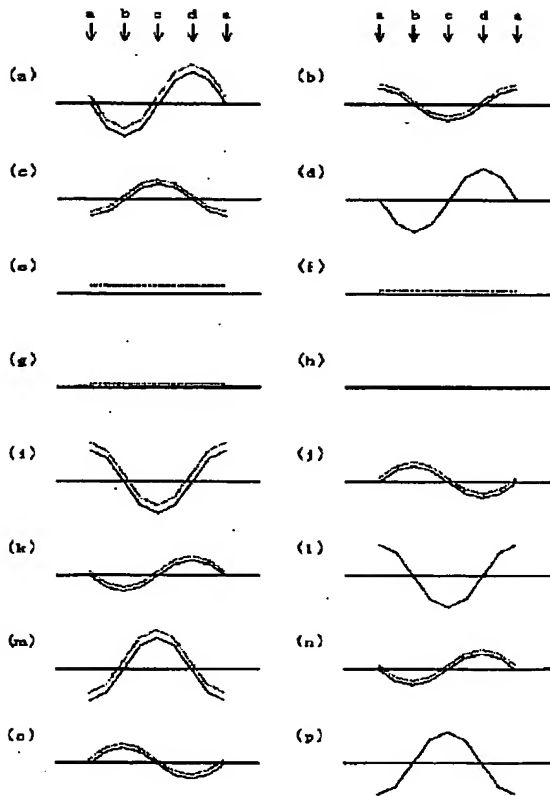 a b c d a a b c d a
(a) (b)
(c) (d)
(e) (f)
(g) (h)
(i) (j)
(k) (l)
(m) (n)
(o) (p)